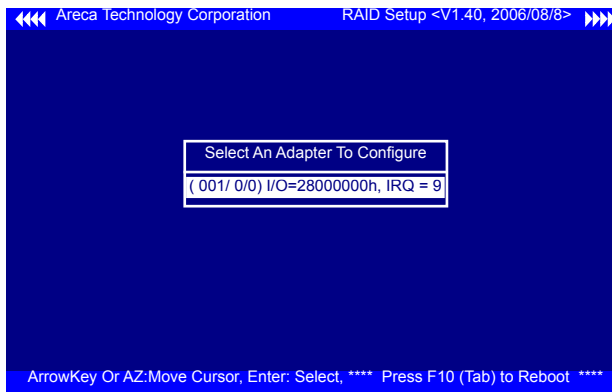 Areca Technology Corporation RAID Setup <V1.40, 2006/08/8>
Select An Adapter To Configure
( 001/ 0/0) I/O=28000000h, IRQ = 9
ArrowKey Or AZ:Move Cursor, Enter: Select, **** Press F10 (Tab) to Reboot ****